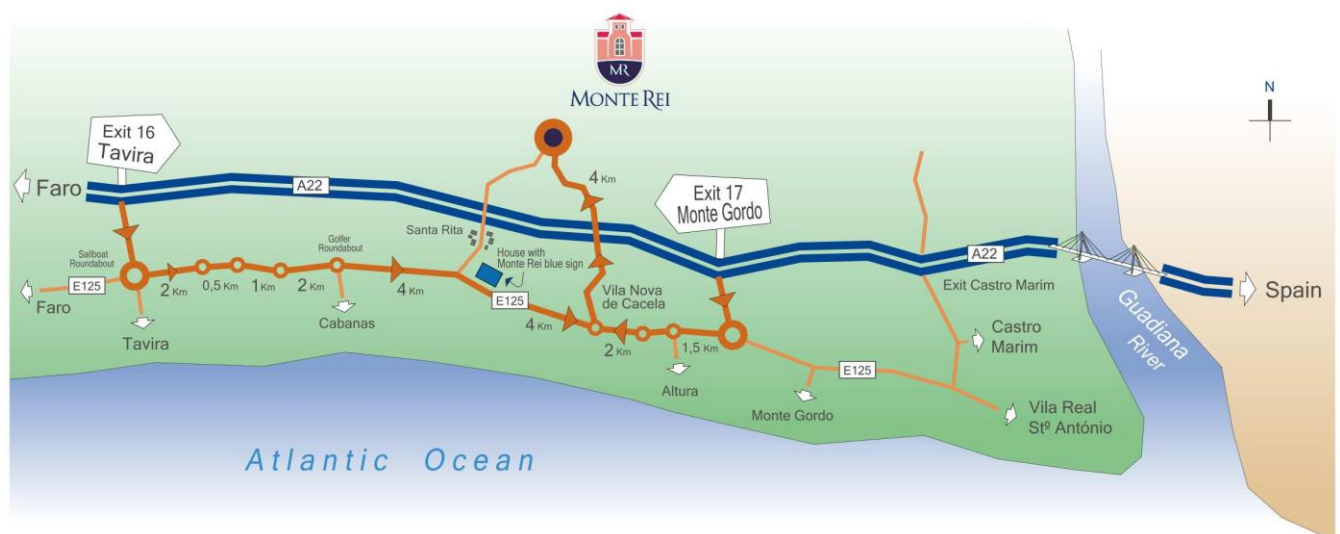 MR
MONTE REI
N
Exit 16
Tavira
Faro
A22
4 Km
Exit 17
Monte Gordo
Santa Rita
Sailboat
Roundabout
Golfer
Roundabout
House with
Monte Rei blue sign
E125
Faro
2 Km
0,5 Km
1 Km
2 Km
4 Km
E125
4 Km
Vila Nova
de Cacela
2 Km
1,5 Km
Tavira
Cabanas
Altura
Monte Gordo
E125
A22
Exit Castro Marim
Castro
Marim
Vila Real
Stº António
Guadiana
River
Spain
Atlantic Ocean